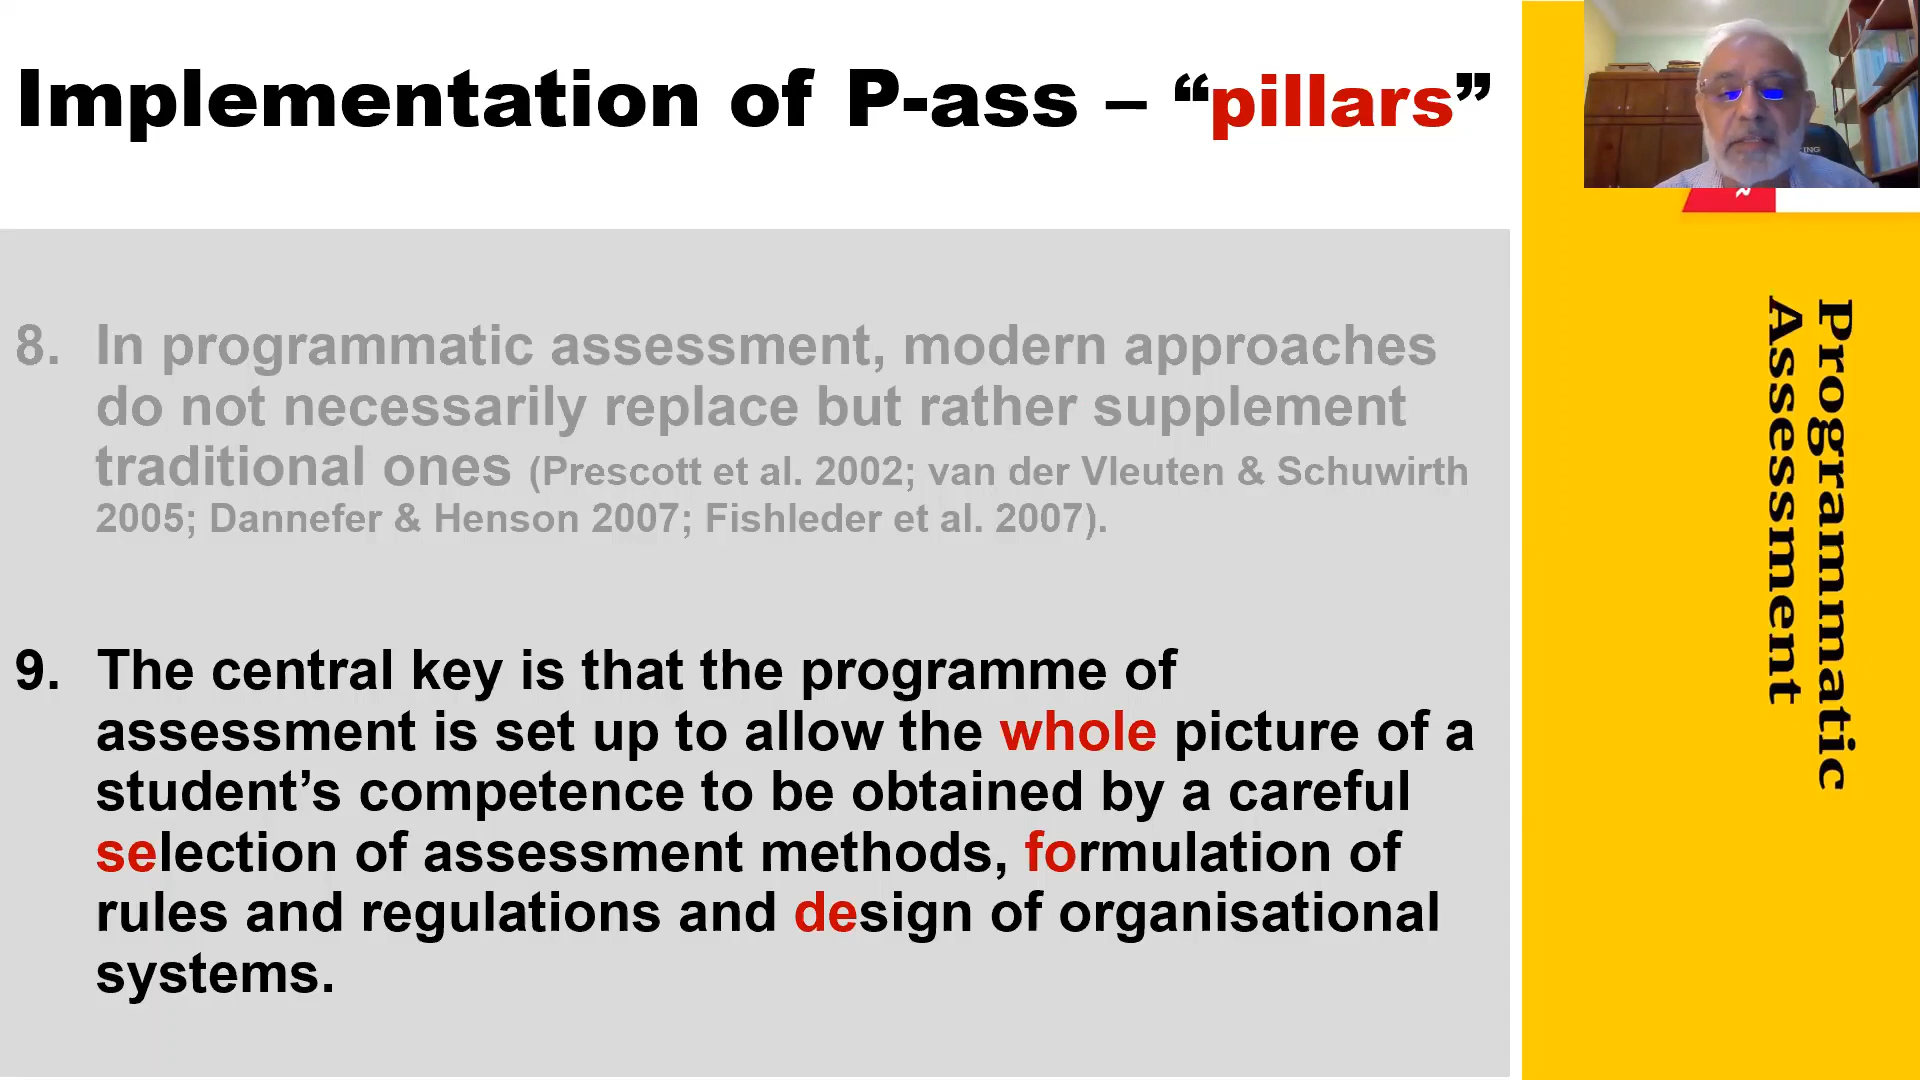 Implementation of P-ass – “pillars”
8. In programmatic assessment, modern approaches
do not necessarily replace but rather supplement
traditional ones (Prescott et al. 2002; van der Vleuten & Schuwirth
2005; Dannefer & Henson 2007; Fishleder et al. 2007).
9. The central key is that the programme of
assessment is set up to allow the whole picture of a
student’s competence to be obtained by a careful
selection of assessment methods, formulation of
rules and regulations and design of organisational
systems.
Programmatic
Assessment